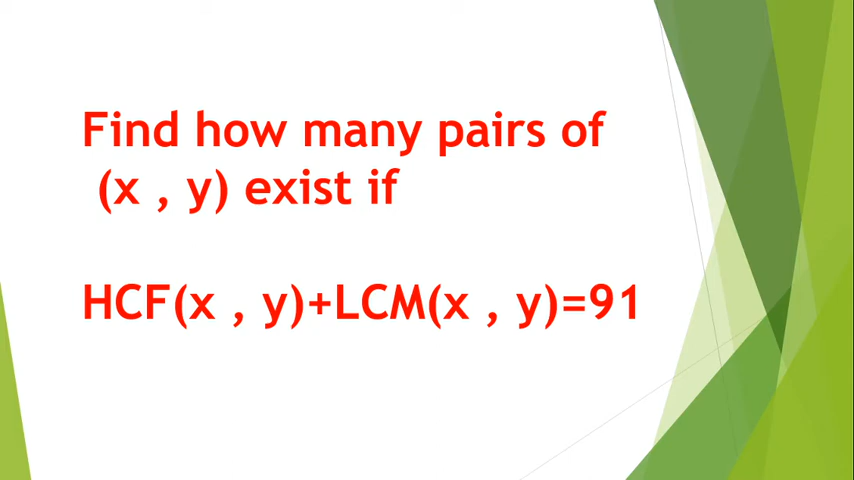 Find how many pairs of
(x , y) exist if
HCF(x , y)+LCM(x , y)=91